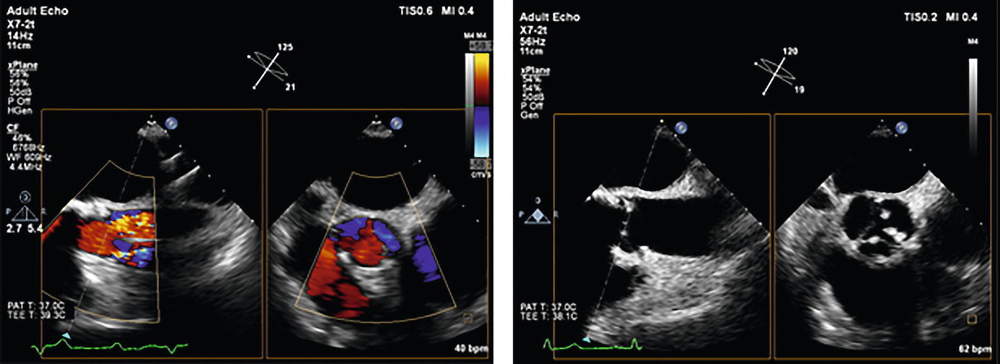 Adult Echo
X7-2t
14Hz
11cm
xPlane
56%
56%
50dB
P Off
HGen
CF
46%
6768Hz
WF 609Hz
4.4MHz
P R
2.7 5.4
PAT T: 37.0C
TEE T: 39.3C
TIS0.6 MI 0.4
M4 M4
cm/s
125
21
40 bpm
Adult Echo
X7-2t
56Hz
11cm
xPlane
54%
54%
50dB
P Off
Gen
P R
PAT T: 37.0C
TEE T: 38.1C
TIS0.2 MI 0.4
M4
120
19
62 bpm